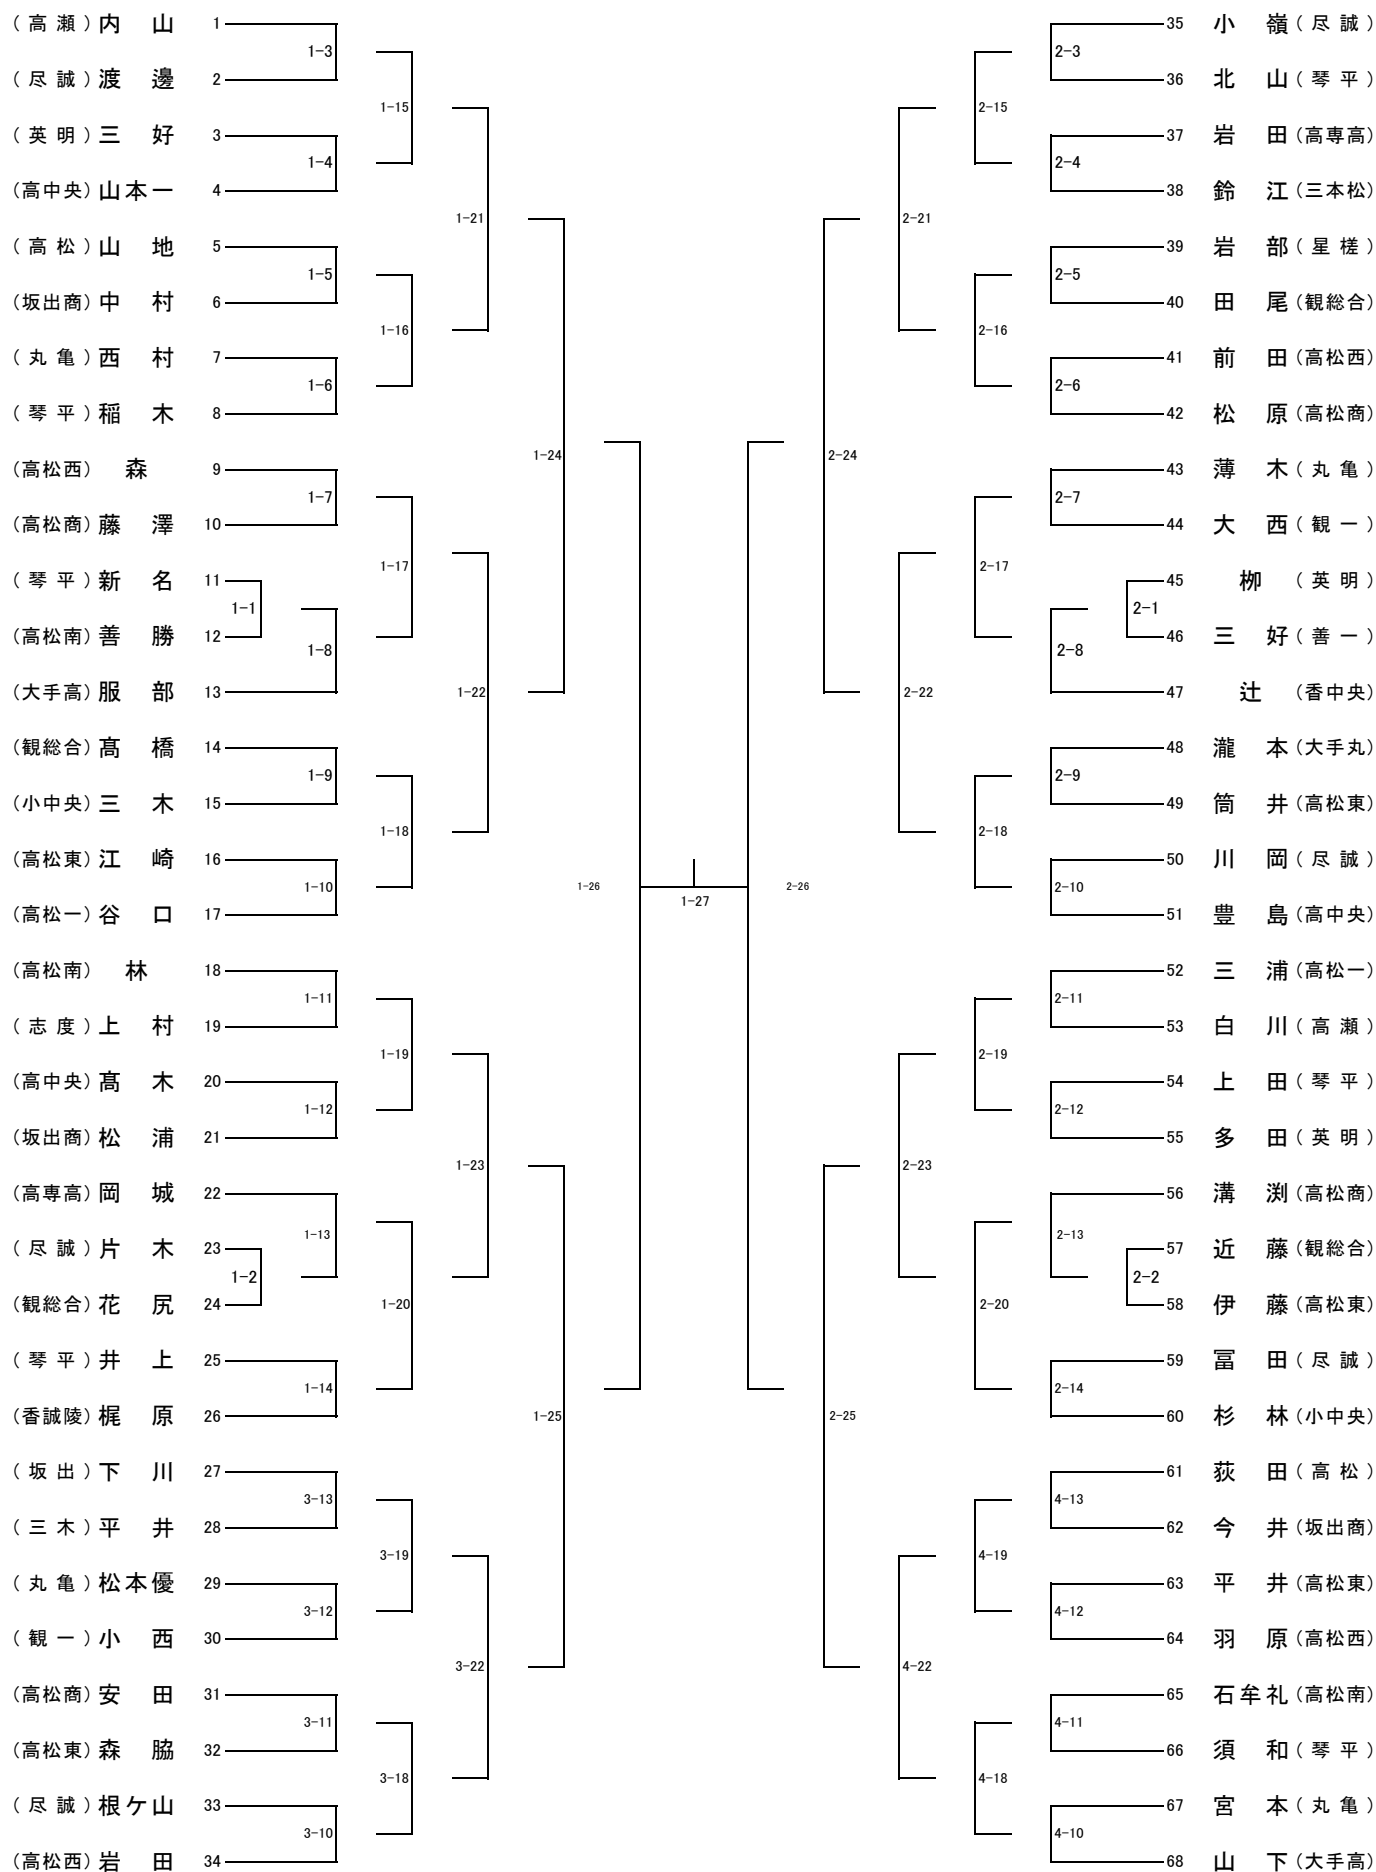 (高瀬) 内山 1
(尽誠) 渡邊 2
(英明) 三好 3
(高中央) 山本一 4
(高松) 山地 5
(坂出商) 中村 6
(丸亀) 西村 7
(琴平) 稲木 8
(高松西) 森 9
(高松商) 藤澤 10
(琴平) 新名 11
(高松南) 善勝 12
(大手高) 服部 13
(観総合) 髙橋 14
(小中央) 三木 15
(高松東) 江崎 16
(高松一) 谷口 17
(高松南) 林 18
(志度) 上村 19
(高中央) 髙木 20
(坂出商) 松浦 21
(高専高) 岡城 22
(尽誠) 片木 23
(観総合) 花尻 24
(琴平) 井上 25
(香誠陵) 梶原 26
(坂出) 下川 27
(三木) 平井 28
(丸亀) 松本優 29
(観一) 小西 30
(高松商) 安田 31
(高松東) 森脇 32
(尽誠) 根ケ山 33
(高松西) 岩田 34
1-1
1-2
1-3
1-4
1-5
1-6
1-7
1-8
1-9
1-10
1-11
1-12
1-13
1-14
3-13
3-12
3-11
3-10
1-15
1-16
1-17
1-18
1-19
1-20
3-19
3-18
1-21
1-22
1-23
3-22
1-24
1-25
1-26
1-27
2-26
2-24
2-25
2-21
2-22
2-23
4-22
2-15
2-16
2-17
2-18
2-19
2-20
4-19
4-18
2-3
2-4
2-5
2-6
2-7
2-8
2-9
2-10
2-11
2-12
2-13
2-14
4-13
4-12
4-11
4-10
2-1
2-2
35 小嶺 (尽誠)
36 北山 (琴平)
37 岩田 (高専高)
38 鈴江 (三本松)
39 岩部 (星槎)
40 田尾 (観総合)
41 前田 (高松西)
42 松原 (高松商)
43 薄木 (丸亀)
44 大西 (観一)
45 栁 (英明)
46 三好 (善一)
47 辻 (香中央)
48 瀧本 (大手丸)
49 筒井 (高松東)
50 川岡 (尽誠)
51 豊島 (高中央)
52 三浦 (高松一)
53 白川 (高瀬)
54 上田 (琴平)
55 多田 (英明)
56 溝渕 (高松商)
57 近藤 (観総合)
58 伊藤 (高松東)
59 冨田 (尽誠)
60 杉林 (小中央)
61 荻田 (高松)
62 今井 (坂出商)
63 平井 (高松東)
64 羽原 (高松西)
65 石牟礼 (高松南)
66 須和 (琴平)
67 宮本 (丸亀)
68 山下 (大手高)